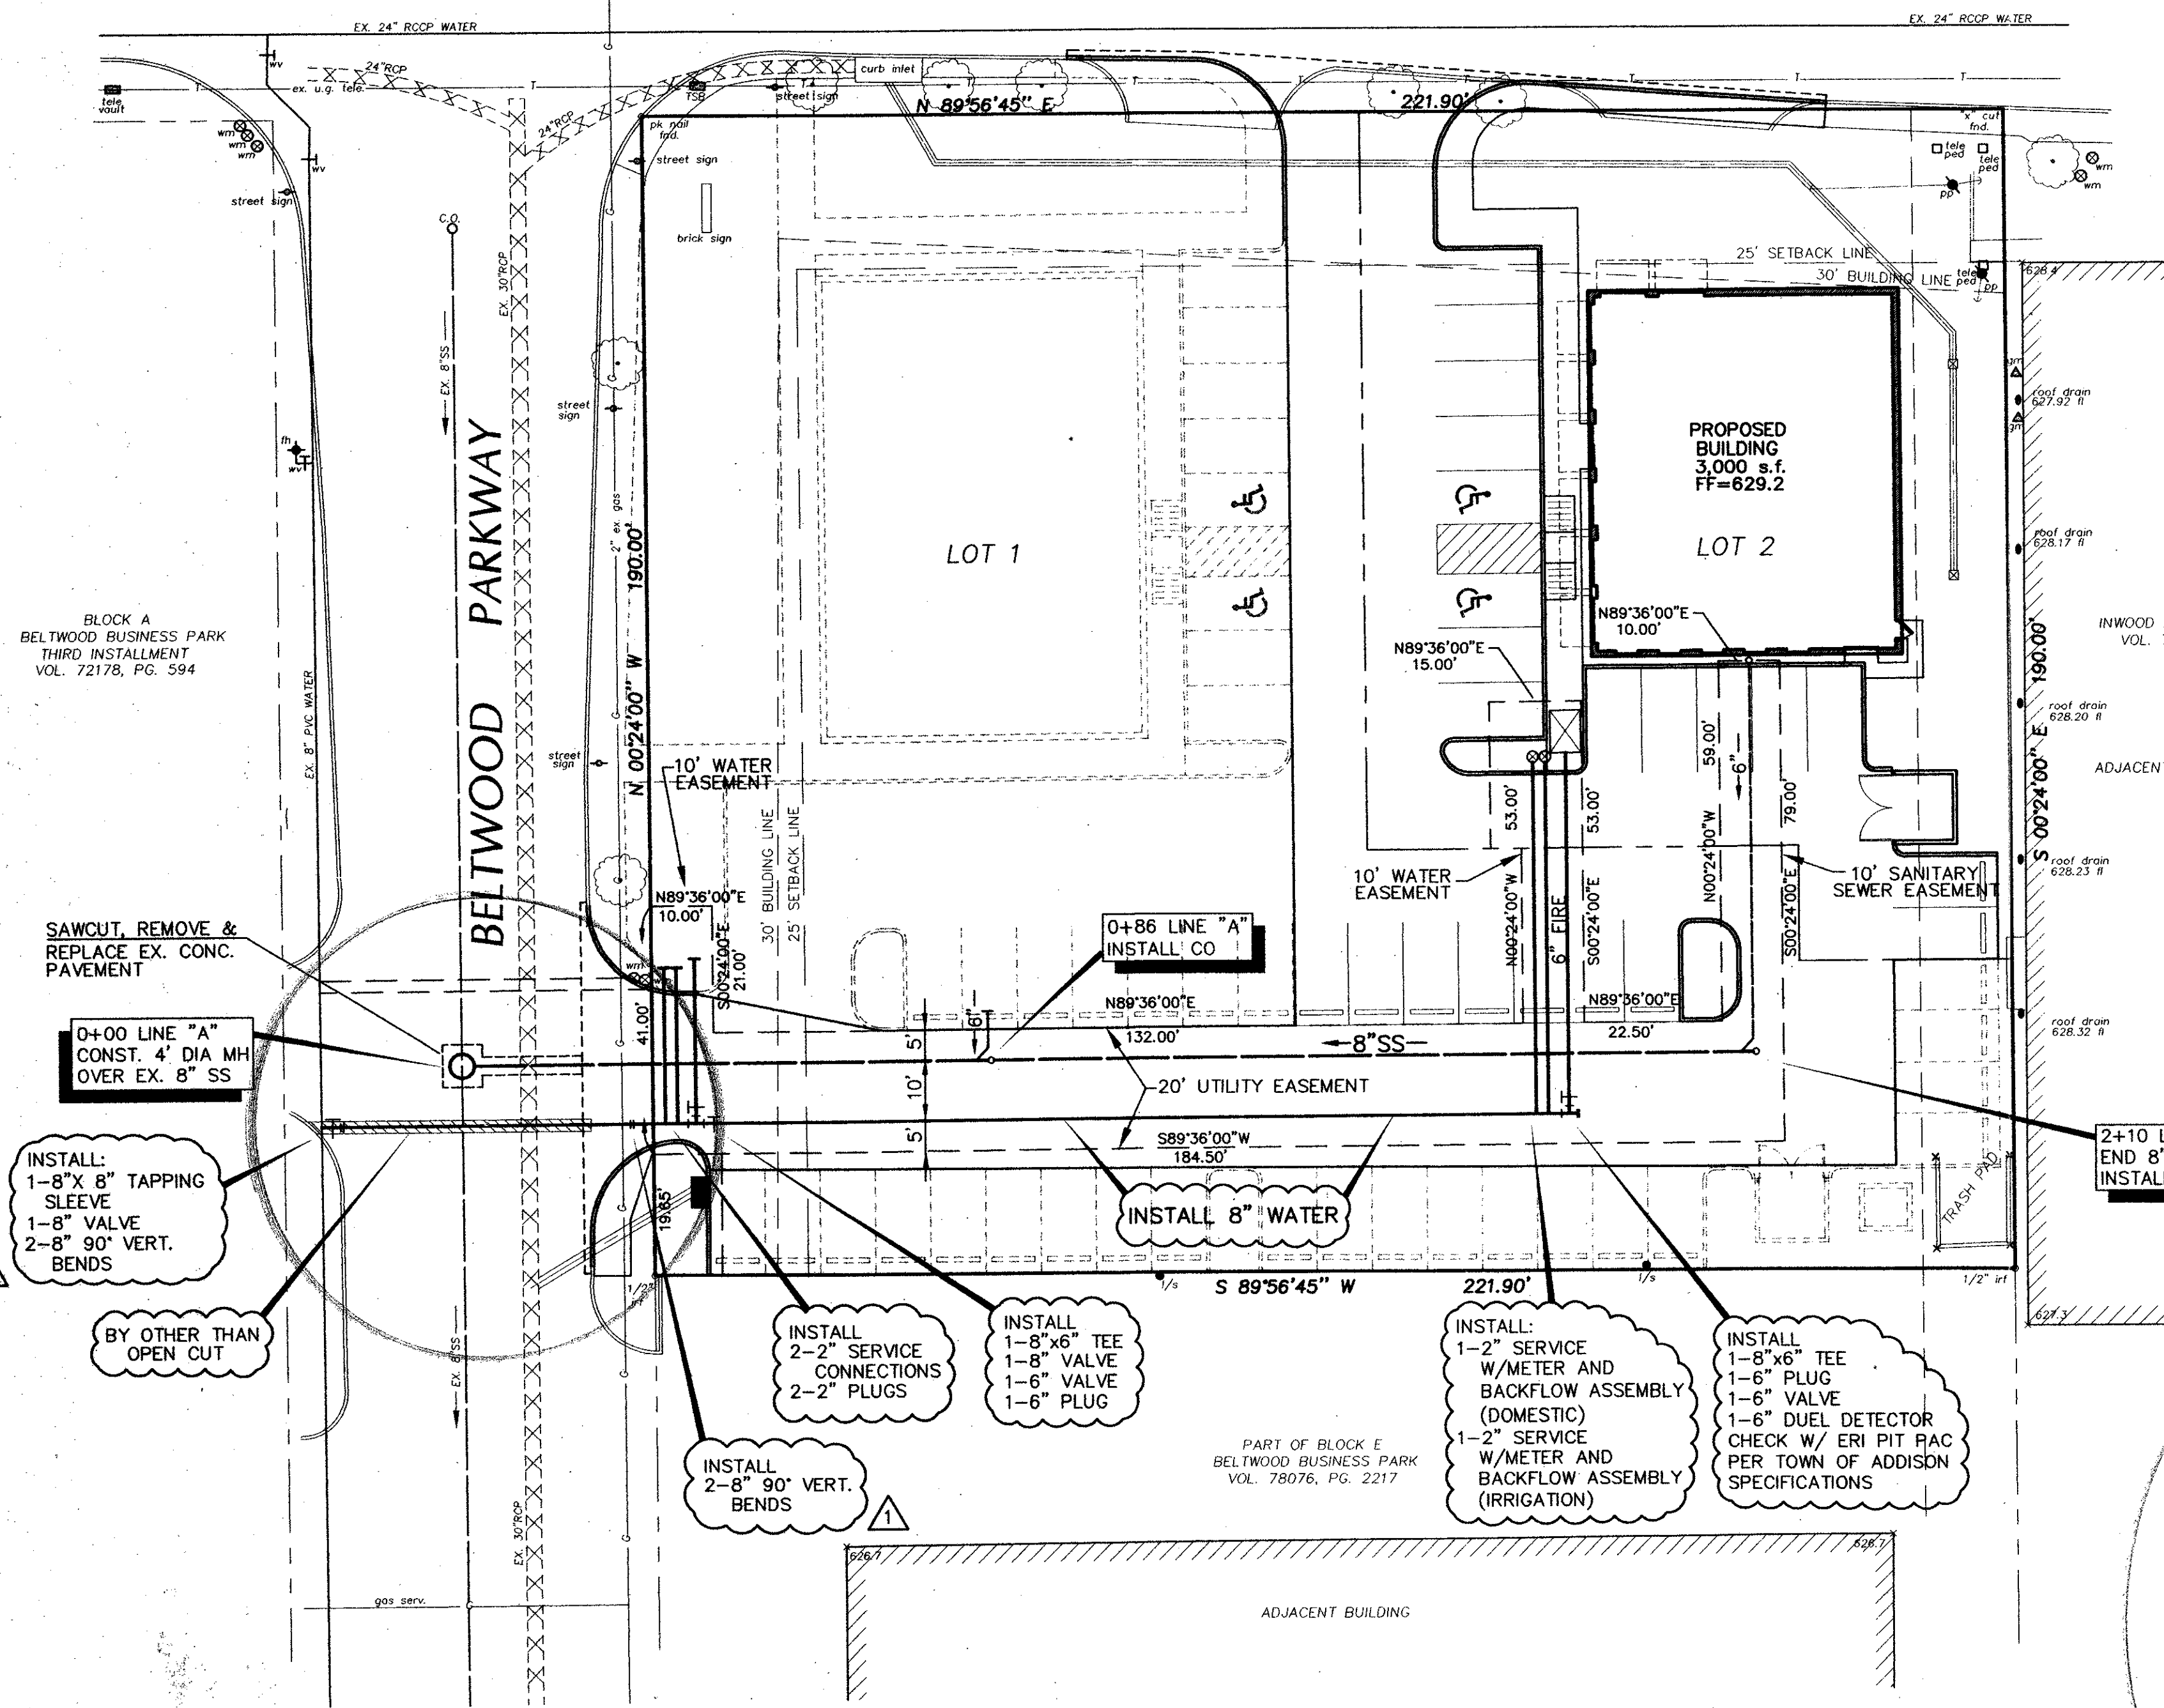 EX. 24" RCCP WATER
EX. 24" RCCP WATER
wv
24"RCP
T
ex. u.g. tele.
T
tele
vault
TSB
T
street sign
curb inlet
T
T
T
T
T
N 89°56'45" E
221.90'
24"RCP
pk nail
fnd.
"x" cut
fnd.
wm
wm
wm
wv
street sign
street sign
tele
ped
tele
ped
wm
wm
pp
street sign
C.O.
brick sign
EX. 30"RCP
EX. 8"SS
25' SETBACK LINE
30' BUILDING LINE
tele
ped
pp
628.4
gm
roof drain
627.92 fl
gm
street
sign
fh
wv
2" ex. gas
G
PROPOSED
BUILDING
3,000 s.f.
FF=629.2
LOT 1
LOT 2
roof drain
628.17 fl
BELTWOOD PARKWAY
N 00°24'00" W 190.00'
N89°36'00"E
10.00'
BLOCK A
BELTWOOD BUSINESS PARK
THIRD INSTALLMENT
VOL. 72178, PG. 594
EX. 8" PVC WATER
N89°36'00"E
15.00'
INWOOD
VOL.
S 00°24'00" E 190.00'
roof drain
628.20 fl
street
sign
10' WATER
EASEMENT
30' BUILDING LINE
25' SETBACK LINE
59.00'
6"
53.00'
53.00'
79.00'
N00°24'00"W
ADJACENT
roof drain
628.23 fl
10' WATER
EASEMENT
N00°24'00"W
6" FIRE
S00°24'00"E
S00°24'00"E
10' SANITARY
SEWER EASEMENT
N89°36'00"E
10.00'
S00°24'00"E
21.00'
SAWCUT, REMOVE &
REPLACE EX. CONC.
PAVEMENT
0+86 LINE "A"
INSTALL CO
wm
N89°36'00"E
132.00'
N89°36'00"E
22.50'
roof drain
628.32 fl
0+00 LINE "A"
CONST. 4' DIA MH
OVER EX. 8" SS
41.00'
6"
5'
8"SS
10'
20' UTILITY EASEMENT
5'
S89°36'00"W
184.50'
2+10 L
END 8"
INSTALL
INSTALL:
1-8"X 8" TAPPING
SLEEVE
1-8" VALVE
2-8" 90° VERT.
BENDS
19.65'
INSTALL 8" WATER
TRASH PAD
1/2"
l/s
S 89°56'45" W
221.90'
l/s
1/2" irf
627.3
BY OTHER THAN
OPEN CUT
EX. 8"SS
INSTALL
2-2" SERVICE
CONNECTIONS
2-2" PLUGS
INSTALL
1-8"x6" TEE
1-8" VALVE
1-6" VALVE
1-6" PLUG
INSTALL:
1-2" SERVICE
W/METER AND
BACKFLOW ASSEMBLY
(DOMESTIC)
1-2" SERVICE
W/METER AND
BACKFLOW ASSEMBLY
(IRRIGATION)
INSTALL
1-8"x6" TEE
1-6" PLUG
1-6" VALVE
1-6" DUEL DETECTOR
CHECK W/ ERI PIT PAC
PER TOWN OF ADDISON
SPECIFICATIONS
INSTALL
2-8" 90° VERT.
BENDS
1
PART OF BLOCK E
BELTWOOD BUSINESS PARK
VOL. 78076, PG. 2217
EX. 30"RCP
626.7
626.7
gas serv.
G
ADJACENT BUILDING